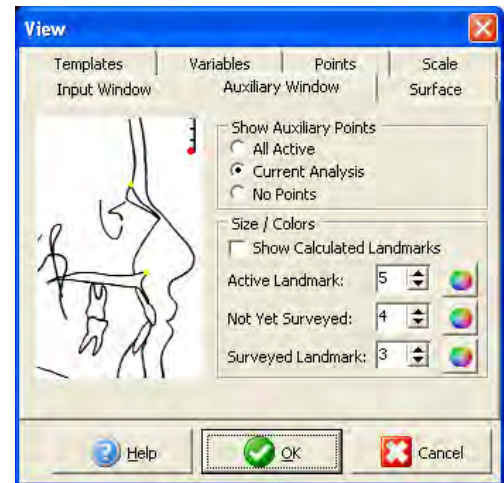 View
Templates Variables Points Scale
Input Window Auxiliary Window Surface
Show Auxiliary Points
All Active
Current Analysis
No Points
Size / Colors
Show Calculated Landmarks
Active Landmark: 5
Not Yet Surveyed: 4
Surveyed Landmark: 3
Help OK Cancel